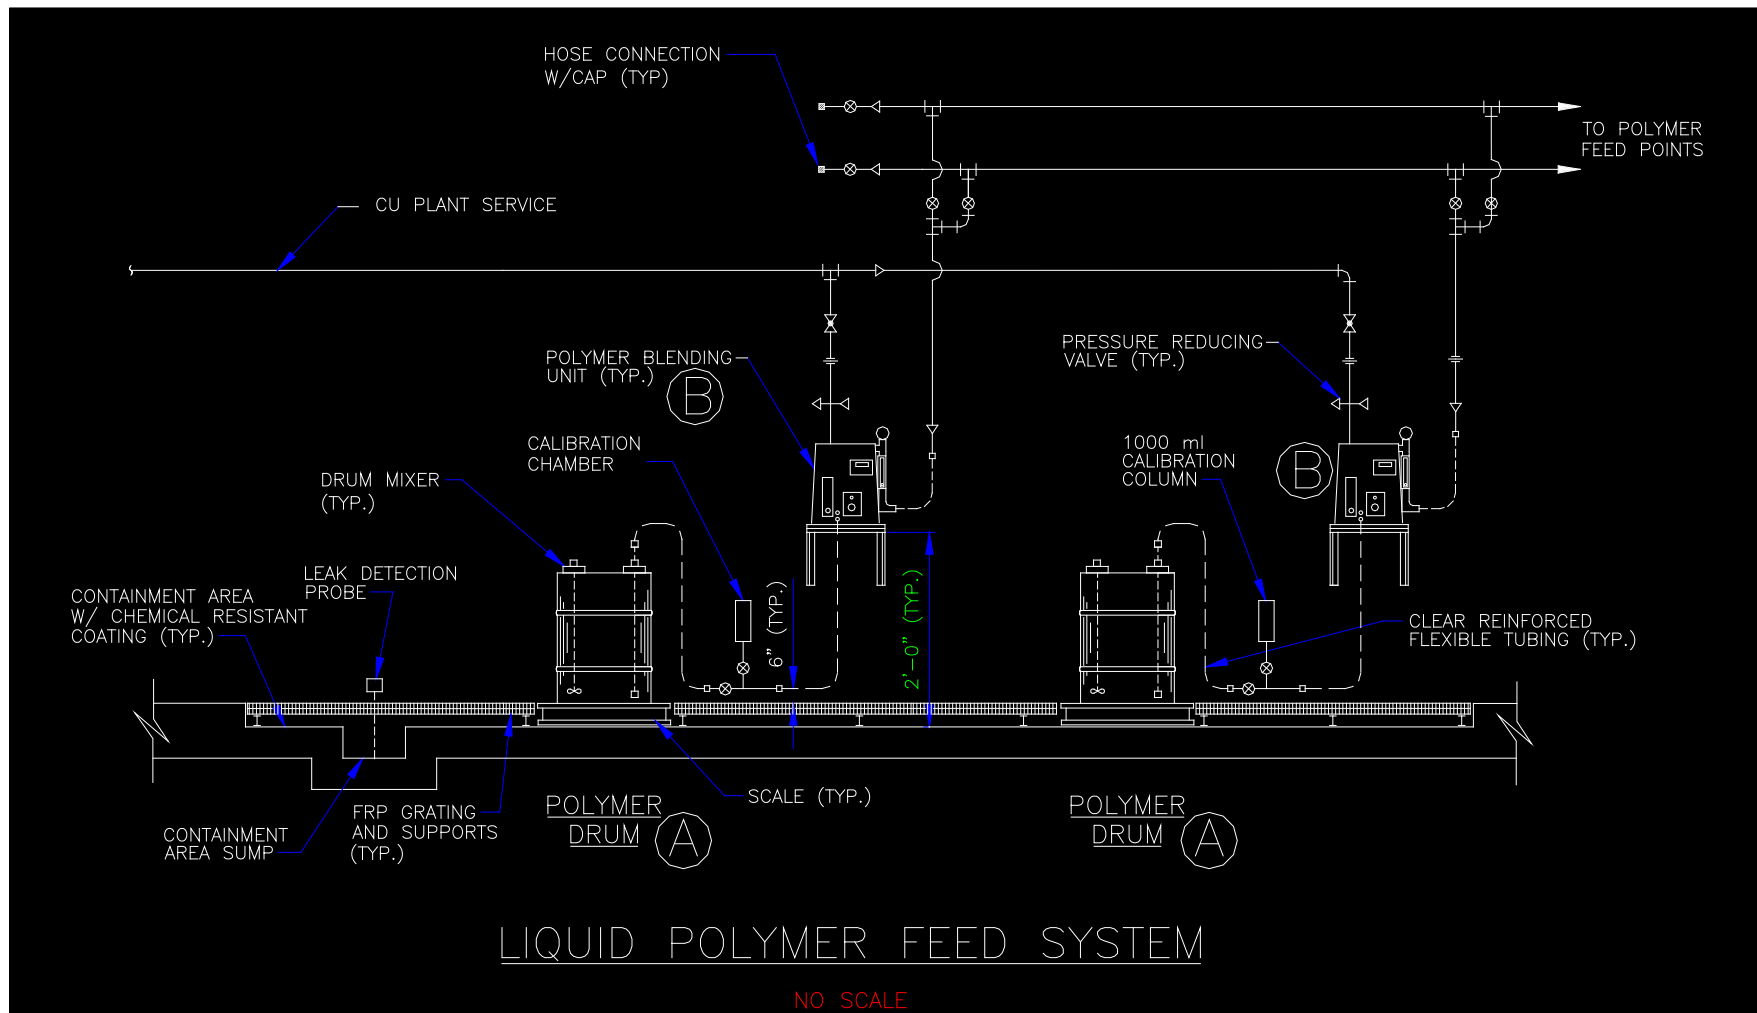 HOSE CONNECTION
W/CAP (TYP)
TO POLYMER
FEED POINTS
CU PLANT SERVICE
POLYMER BLENDING
UNIT (TYP.)
B
PRESSURE REDUCING
VALVE (TYP.)
CALIBRATION
CHAMBER
1000 ml
CALIBRATION
COLUMN
B
DRUM MIXER
(TYP.)
LEAK DETECTION
PROBE
CONTAINMENT AREA
W/ CHEMICAL RESISTANT
COATING (TYP.)
6" (TYP.)
2'-0" (TYP.)
CLEAR REINFORCED
FLEXIBLE TUBING (TYP.)
SCALE (TYP.)
FRP GRATING
AND SUPPORTS
(TYP.)
CONTAINMENT
AREA SUMP
POLYMER
DRUM
A
POLYMER
DRUM
A
LIQUID POLYMER FEED SYSTEM
NO SCALE